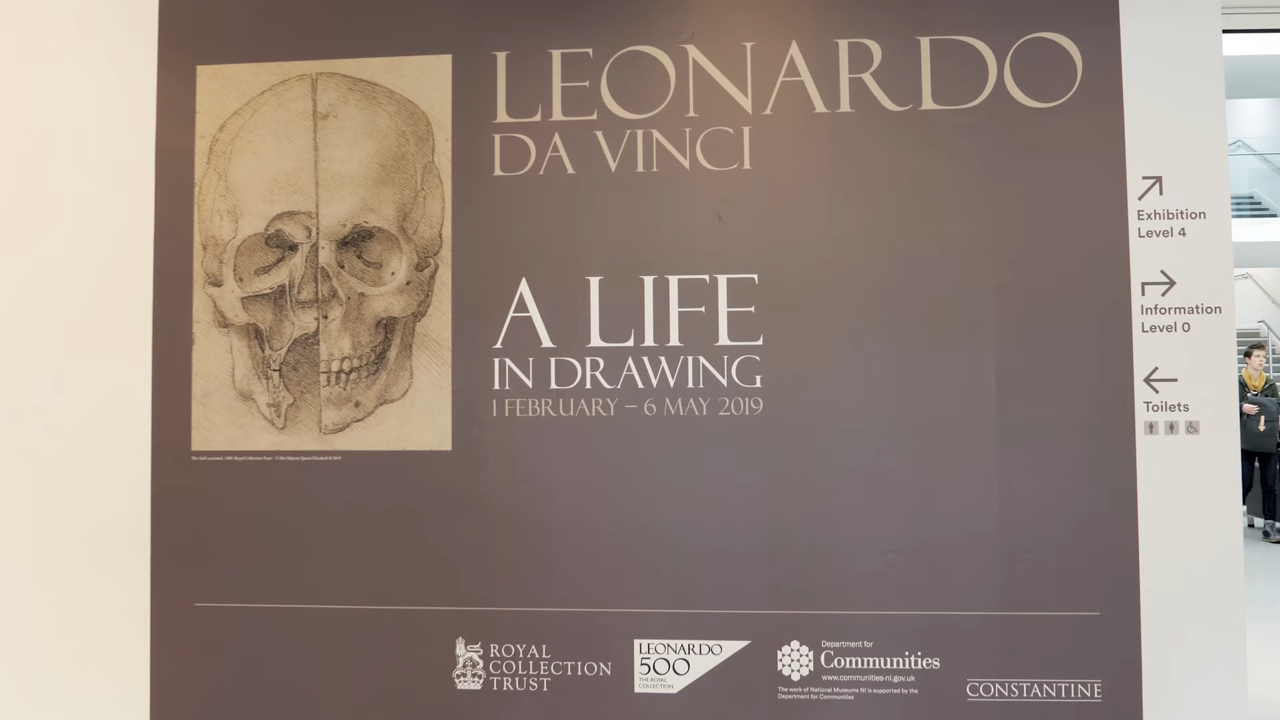 LEONARDO
DA VINCI
A LIFE
IN DRAWING
1 FEBRUARY – 6 MAY 2019
Exhibition
Level 4
Information
Level 0
Toilets
ROYAL
COLLECTION
TRUST
LEONARDO
500
THE ROYAL
COLLECTION
Department for
Communities
www.communities-ni.gov.uk
The work of National Museums NI is supported by the
Department for Communities
CONSTANTINE